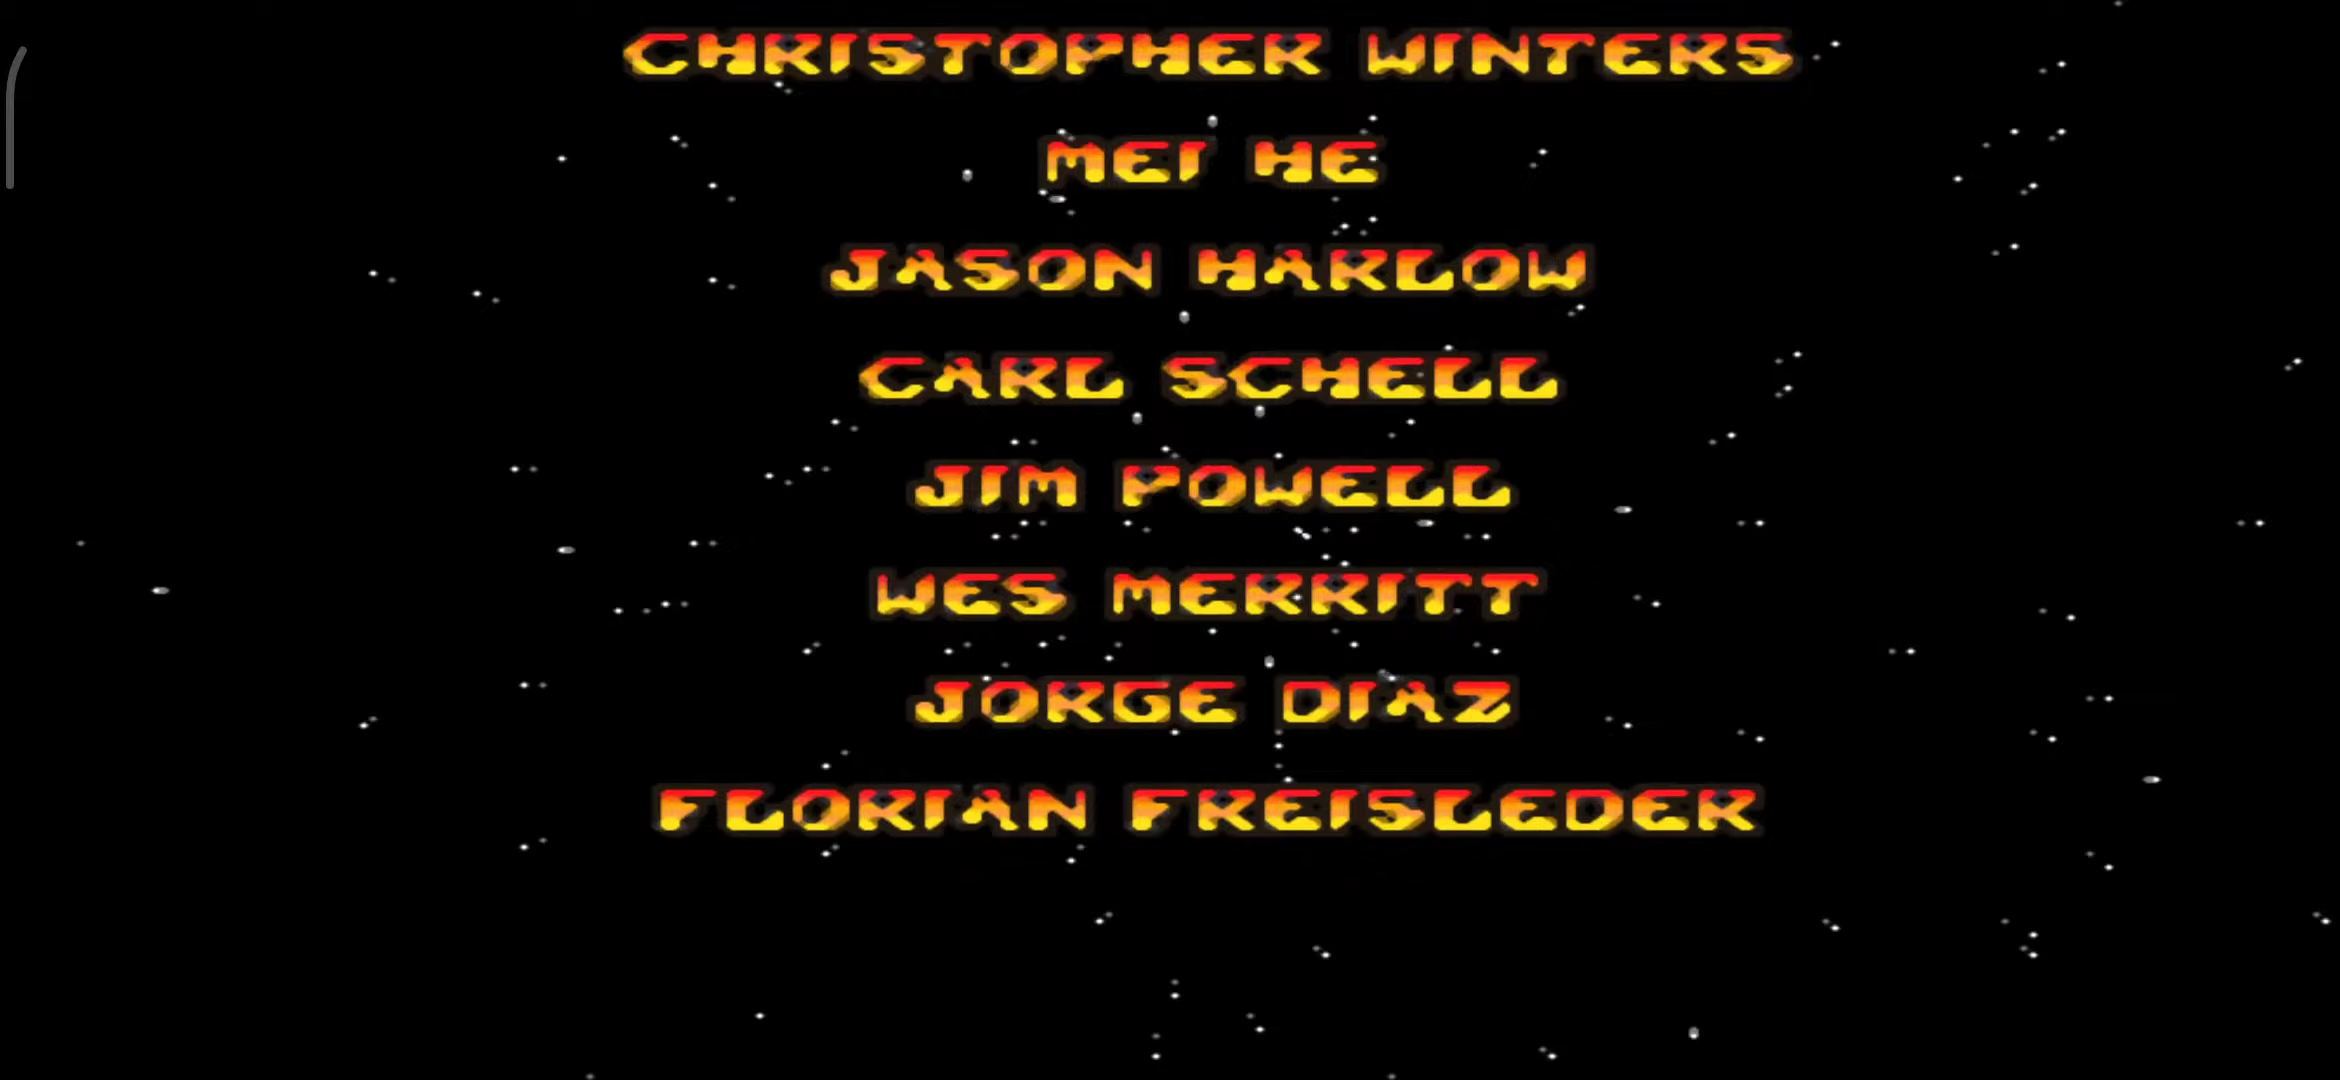 CHRISTOPHER WINTERS
MEI HE
JASON HARLOW
CARL SCHELL
JIM POWELL
WES MERRITT
JORGE DIAZ
FLORIAN FREISLEDER